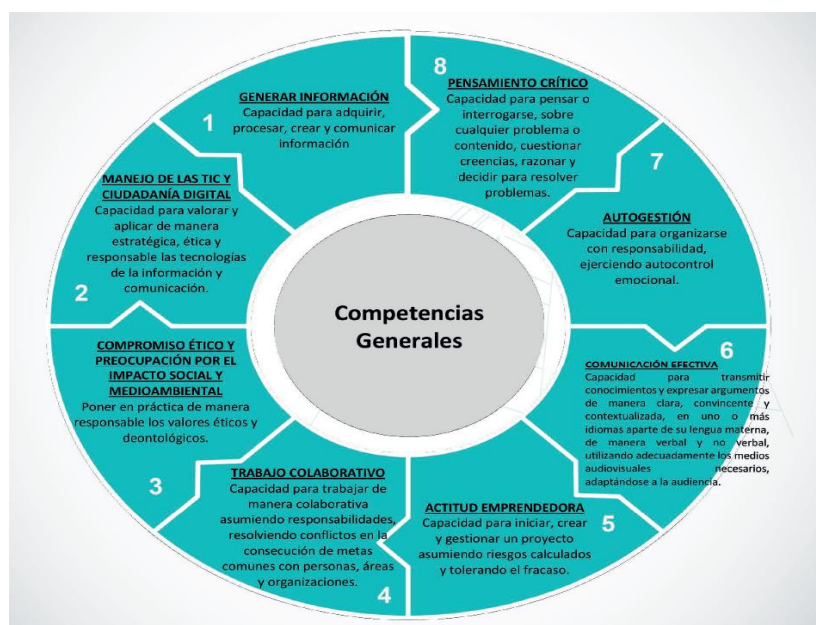 1
GENERAR INFORMACIÓN
Capacidad para adquirir,
procesar, crear y comunicar
información
2
MANEJO DE LAS TIC Y
CIUDADANÍA DIGITAL
Capacidad para valorar y
aplicar de manera
estratégica, ética y
responsable las tecnologías
de la información y
comunicación.
3
COMPROMISO ÉTICO Y
PREOCUPACIÓN POR EL
IMPACTO SOCIAL Y
MEDIOAMBIENTAL
Poner en práctica de manera
responsable los valores éticos y
deontológicos.
4
TRABAJO COLABORATIVO
Capacidad para trabajar de
manera colaborativa
asumiendo responsabilidades,
resolviendo conflictos en la
consecución de metas
comunes con personas, áreas
y organizaciones.
5
ACTITUD EMPRENDEDORA
Capacidad para iniciar, crear
y gestionar un proyecto
asumiendo riesgos calculados
y tolerando el fracaso.
6
COMUNICACIÓN EFECTIVA
Capacidad para transmitir
conocimientos y expresar argumentos
de manera clara, convincente y
contextualizada, en uno o más
idiomas aparte de su lengua materna,
de manera verbal y no verbal,
utilizando adecuadamente los medios
audiovisuales necesarios,
adaptándose a la audiencia.
7
AUTOGESTIÓN
Capacidad para organizarse
con responsabilidad,
ejerciendo autocontrol
emocional.
8
PENSAMIENTO CRÍTICO
Capacidad para pensar o
interrogarse, sobre
cualquier problema o
contenido, cuestionar
creencias, razonar y
decidir para resolver
problemas.
Competencias
Generales